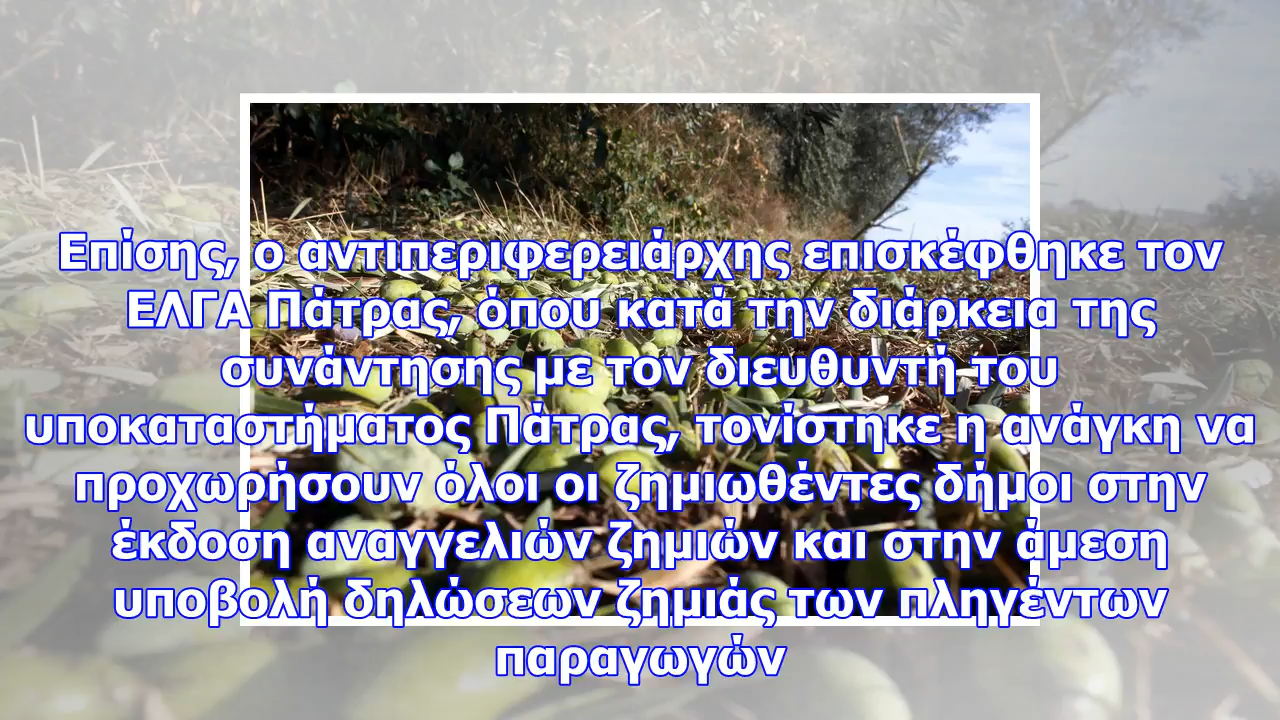 Επίσης, ο αντιπεριφερειάρχης επισκέφθηκε τον
ΕΛΓΑ Πάτρας, όπου κατά την διάρκεια της
συνάντησης με τον διευθυντή του
υποκαταστήματος Πάτρας, τονίστηκε η ανάγκη να
προχωρήσουν όλοι οι ζημιωθέντες δήμοι στην
έκδοση αναγγελιών ζημιών και στην άμεση
υποβολή δηλώσεων ζημιάς των πληγέντων
παραγωγών